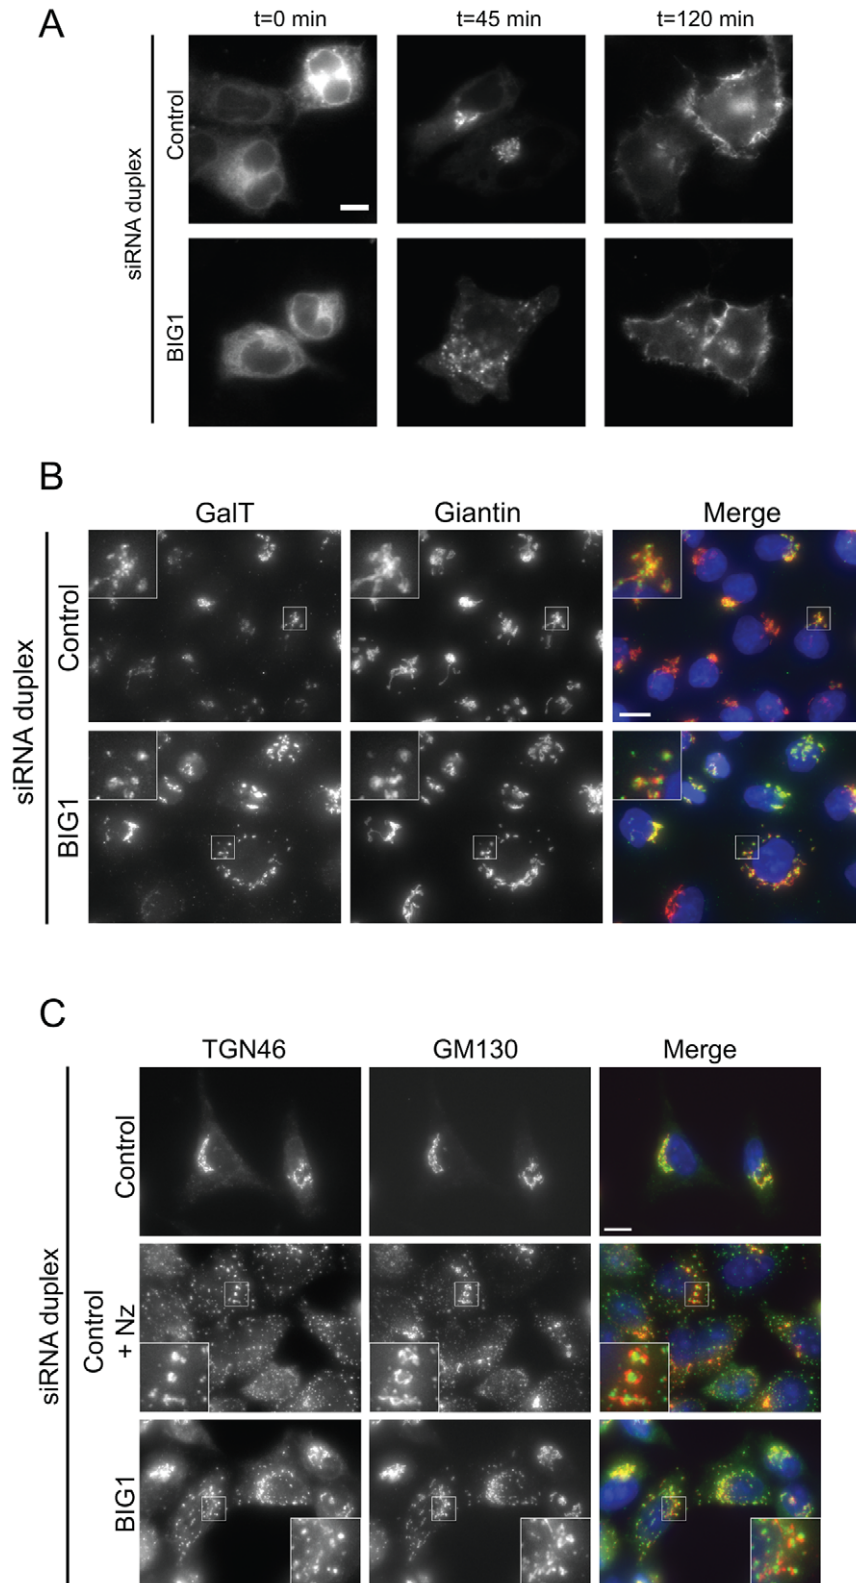 A
t=0 min
t=45 min
t=120 min
siRNA duplex
Control
BIG1
B
GalT
Giantin
Merge
siRNA duplex
Control
BIG1
C
TGN46
GM130
Merge
siRNA duplex
Control
Control
+ Nz
BIG1